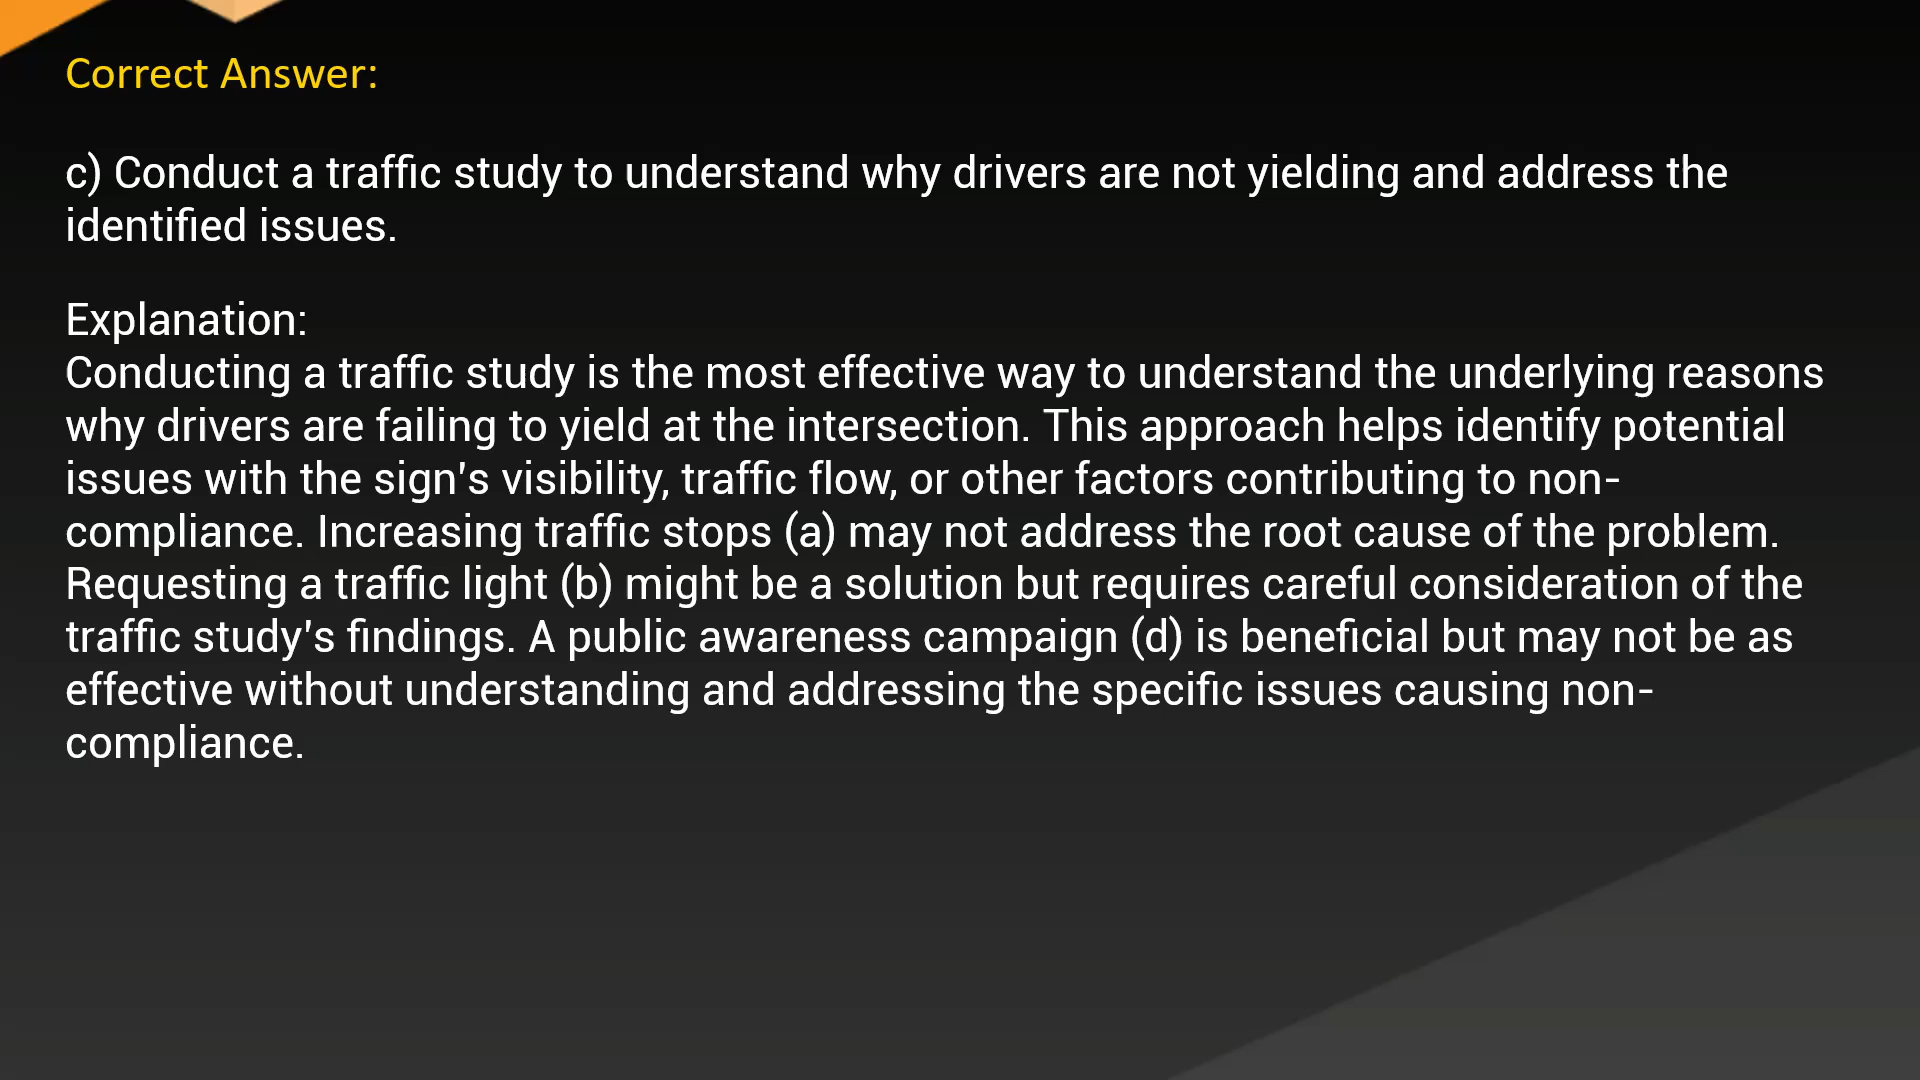 Correct Answer:
c) Conduct a traffic study to understand why drivers are not yielding and address the
identified issues.
Explanation:
Conducting a traffic study is the most effective way to understand the underlying reasons
why drivers are failing to yield at the intersection. This approach helps identify potential
issues with the sign's visibility, traffic flow, or other factors contributing to non-
compliance. Increasing traffic stops (a) may not address the root cause of the problem.
Requesting a traffic light (b) might be a solution but requires careful consideration of the
traffic study's findings. A public awareness campaign (d) is beneficial but may not be as
effective without understanding and addressing the specific issues causing non-
compliance.